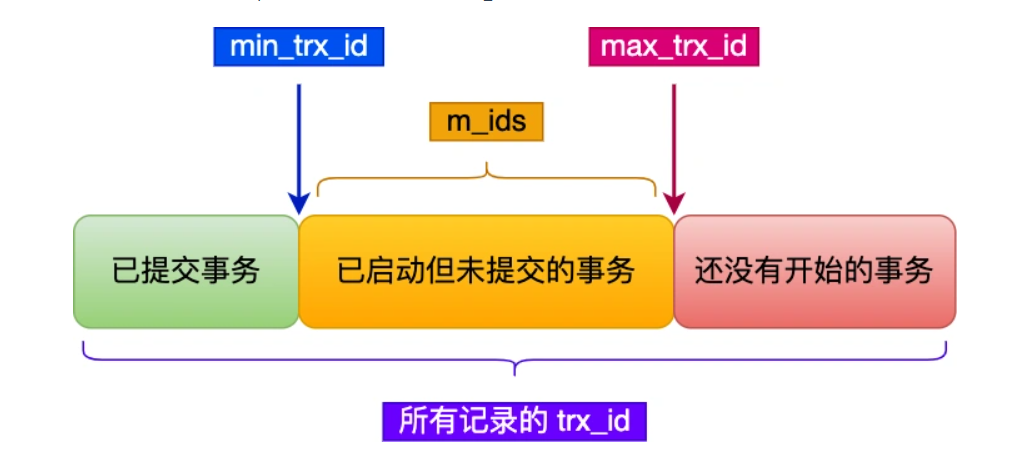 min_trx_id
max_trx_id
m_ids
已提交事务
已启动但未提交的事务
还没有开始的事务
所有记录的 trx_id